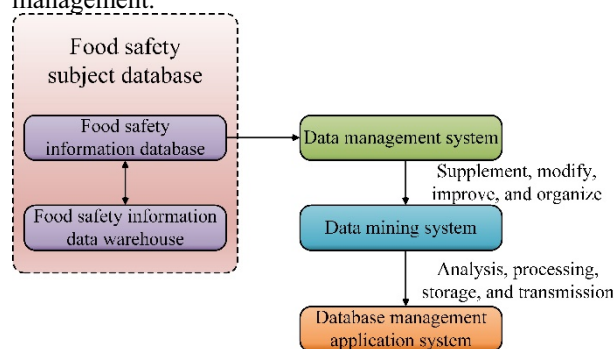 management.
Food safety
subject database
Food safety
information database
Food safety information
data warehouse
Data management system
Supplement, modify,
improve, and organize
Data mining system
Analysis, processing,
storage, and transmission
Database management
application system